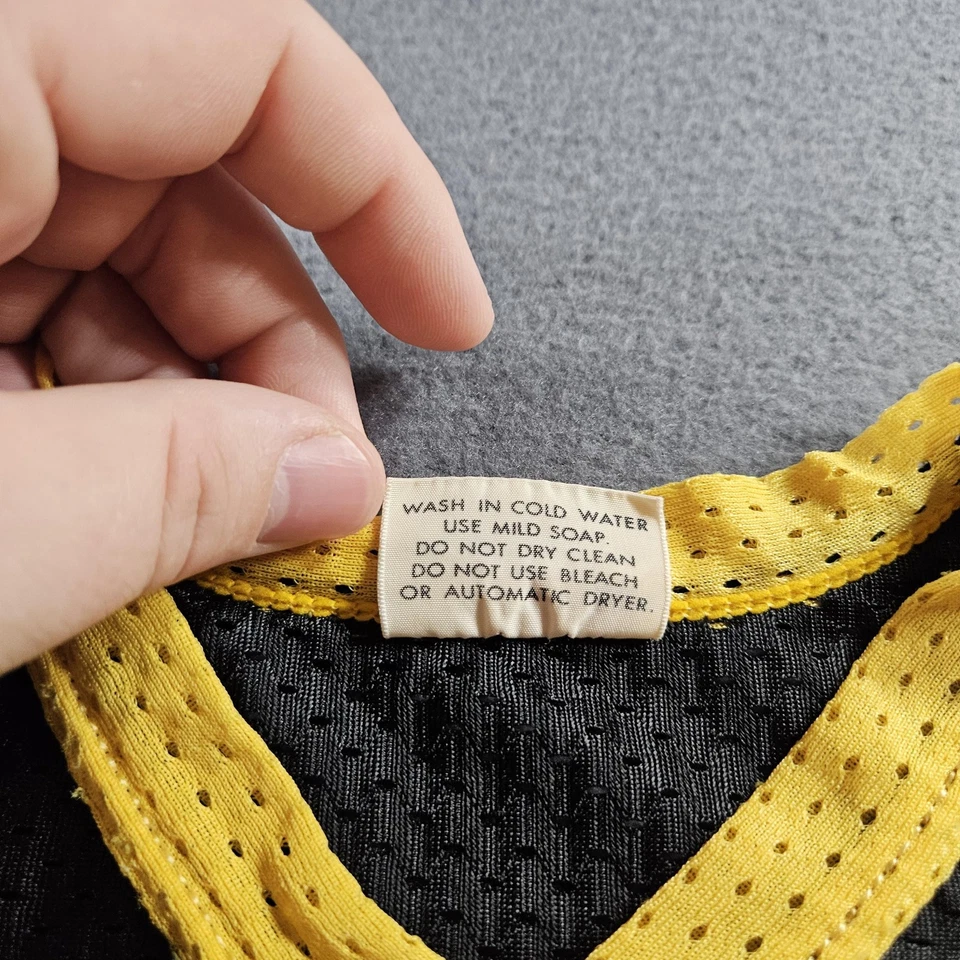 WASH IN COLD WATER
USE MILD SOAP.
DO NOT DRY CLEAN
DO NOT USE BLEACH
OR AUTOMATIC DRYER.